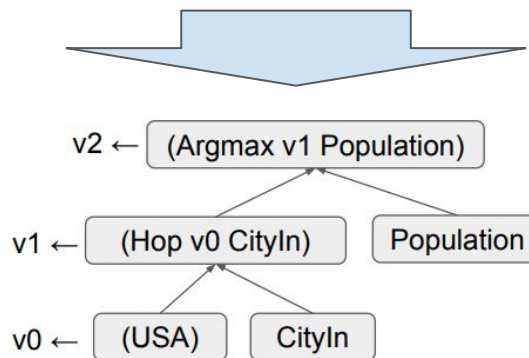 v2 ← (Argmax v1 Population)
v1 ← (Hop v0 CityIn) Population
v0 ← (USA) CityIn